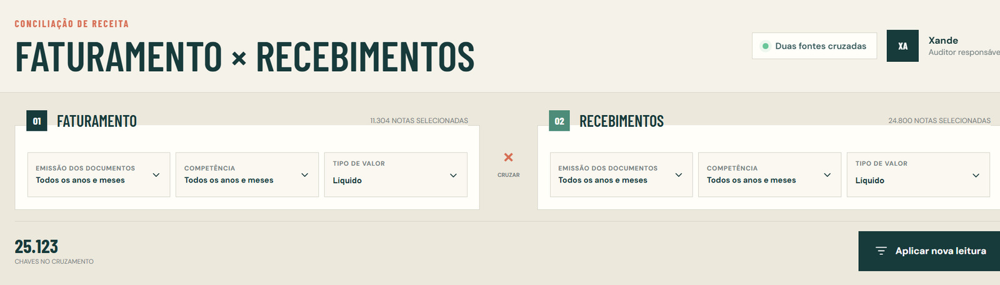 CONCILIAÇÃO DE RECEITA
FATURAMENTO × RECEBIMENTOS
Duas fontes cruzadas
XA
Xande
Auditor responsáve
01
FATURAMENTO
11.304 NOTAS SELECIONADAS
EMISSÃO DOS DOCUMENTOS
Todos os anos e meses
COMPETÊNCIA
Todos os anos e meses
TIPO DE VALOR
Líquido
×
CRUZAR
02
RECEBIMENTOS
24.800 NOTAS SELECIONADAS
EMISSÃO DOS DOCUMENTOS
Todos os anos e meses
COMPETÊNCIA
Todos os anos e meses
TIPO DE VALOR
Líquido
25.123
CHAVES NO CRUZAMENTO
Aplicar nova leitura